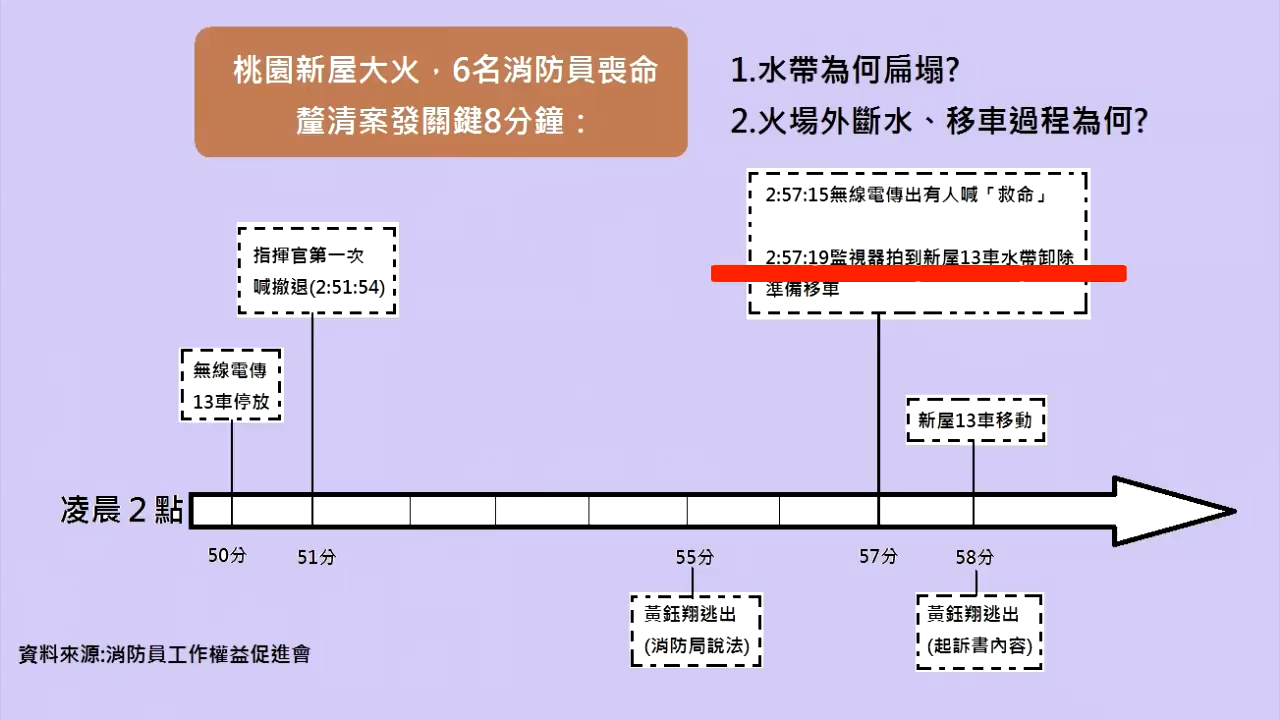 桃園新屋大火，6名消防員喪命
釐清案發關鍵8分鐘：
1.水帶為何扁塌?
2.火場外斷水、移車過程為何?
2:57:15無線電傳出有人喊「救命」
2:57:19監視器拍到新屋13車水帶卸除
準備移車
指揮官第一次
喊撤退(2:51:54)
無線電傳
13車停放
新屋13車移動
凌晨２點
50分
51分
55分
57分
58分
黃鈺翔逃出
(消防局說法)
黃鈺翔逃出
(起訴書內容)
資料來源:消防員工作權益促進會